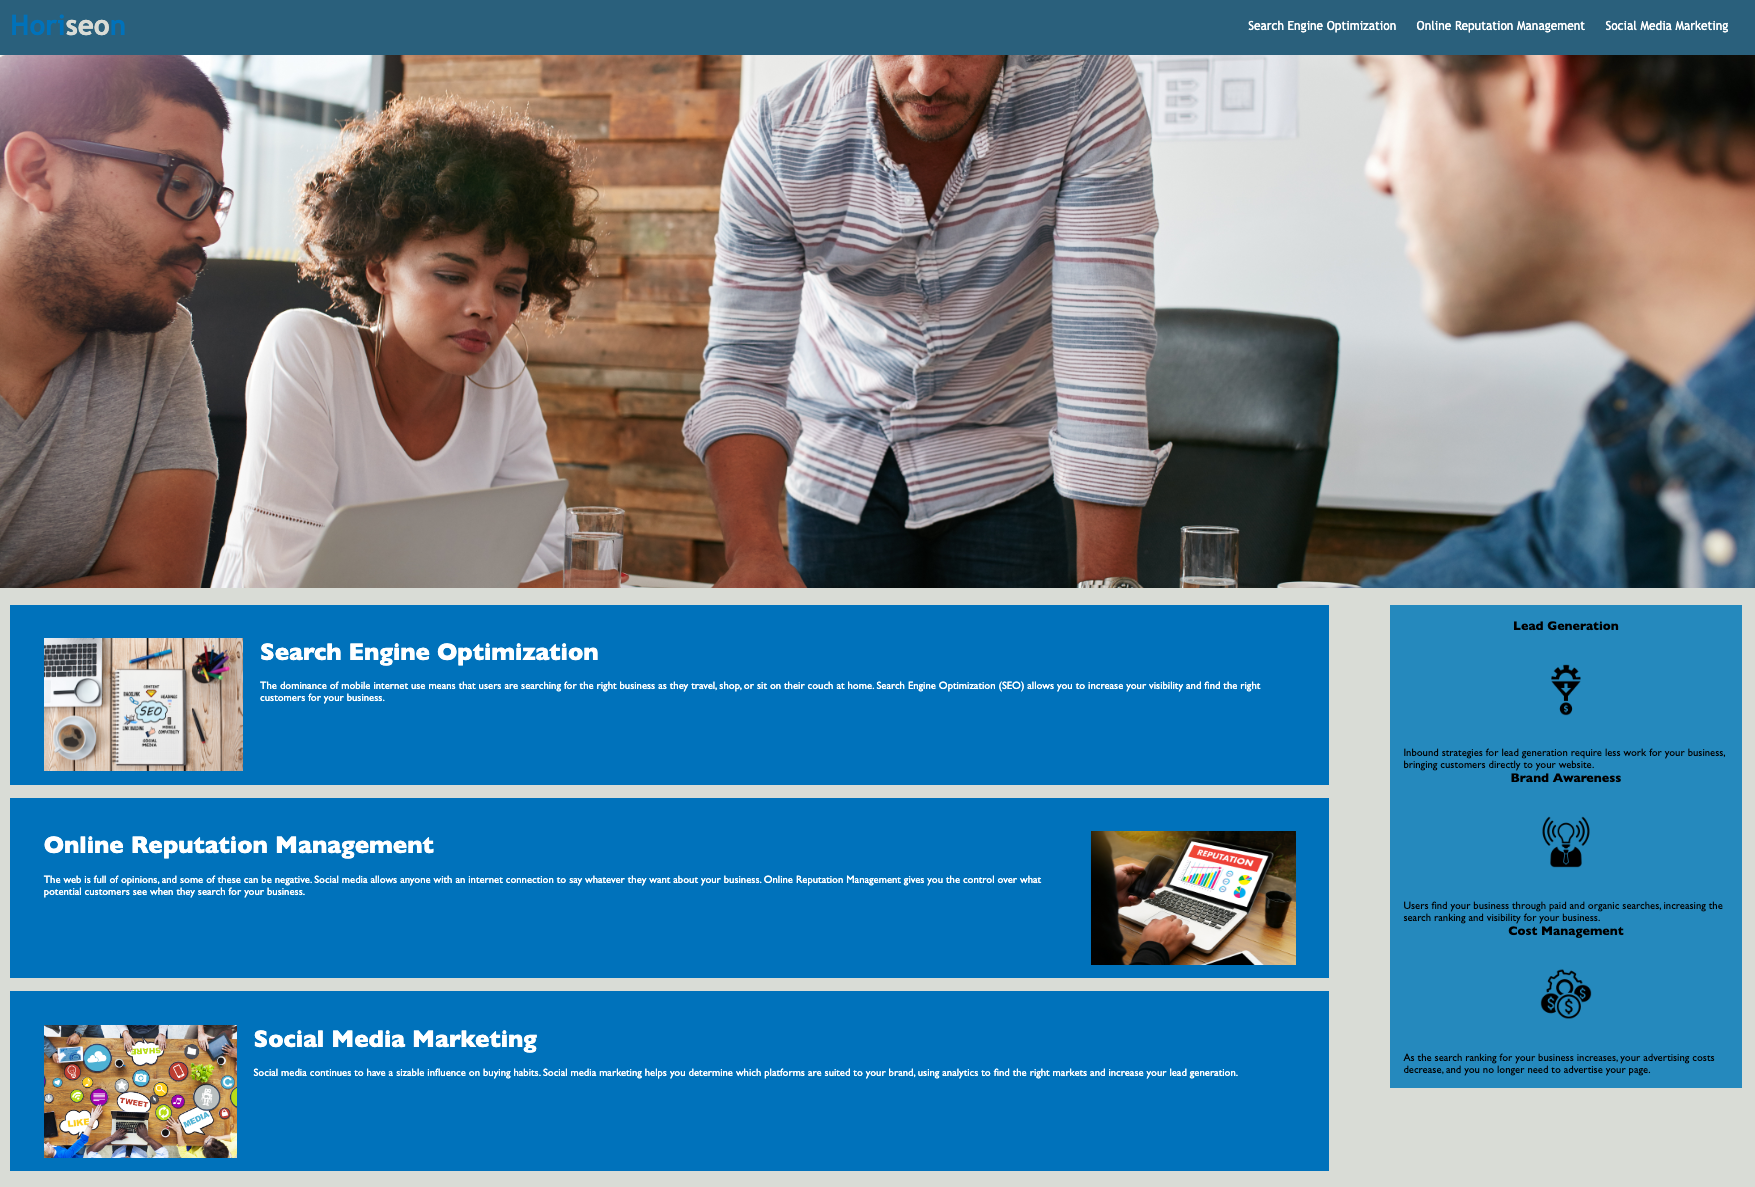 Horiseon
Search Engine Optimization
Online Reputation Management
Social Media Marketing
Search Engine Optimization
The dominance of mobile internet use means that users are searching for the right business as they travel, shop, or sit on their couch at home. Search Engine Optimization (SEO) allows you to increase your visibility and find the right
customers for your business.
SEO
Online Reputation Management
The web is full of opinions, and some of these can be negative. Social media allows anyone with an internet connection to say whatever they want about your business. Online Reputation Management gives you the control over what
potential customers see when they search for your business.
REPUTATION
Social Media Marketing
Social media continues to have a sizable influence on buying habits. Social media marketing helps you determine which platforms are suited to your brand, using analytics to find the right markets and increase your lead generation.
SHARE
TWEET
LIKE
MEDIA
Lead Generation
Inbound strategies for lead generation require less work for your business,
bringing customers directly to your website.
Brand Awareness
Users find your business through paid and organic searches, increasing the
search ranking and visibility for your business.
Cost Management
As the search ranking for your business increases, your advertising costs
decrease, and you no longer need to advertise your page.